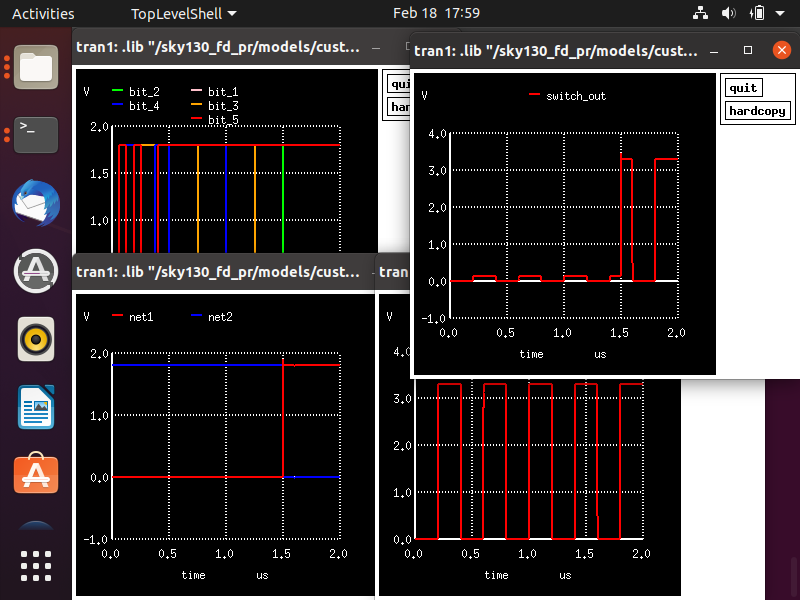 Activities TopLevelShell Feb 18 17:59
tran1: .lib "/sky130_fd_pr/models/cust...
V bit_2 bit_1
bit_4 bit_3
bit_5
2.0
1.5
1.0
tran1: .lib "/sky130_fd_pr/models/cust...
quit
hardcopy
V switch_out
4.0
3.0
2.0
1.0
0.0
-1.0
0.0 0.5 1.0 1.5 2.0
time us
tran1: .lib "/sky130_fd_pr/models/cust...
V net1 net2
2.0
1.0
0.0
-1.0
0.0 0.5 1.0 1.5 2.0
time us
tran
V
4.0
3.0
2.0
1.0
0.0
0.0 0.5 1.0 1.5 2.0
time us